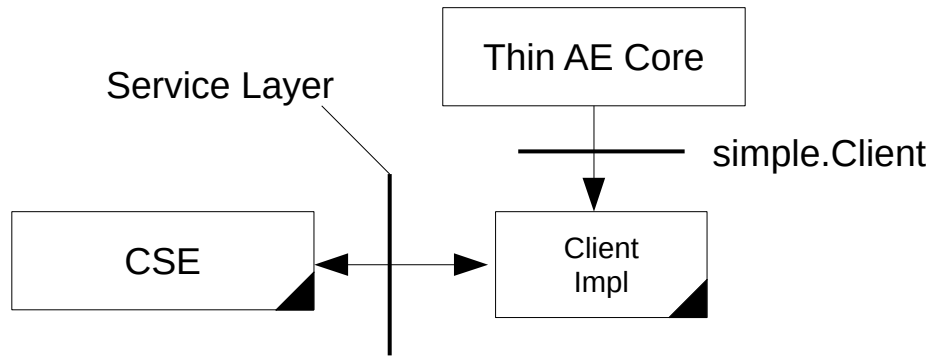 Thin AE Core
Service Layer
simple.Client
CSE
Client
Impl